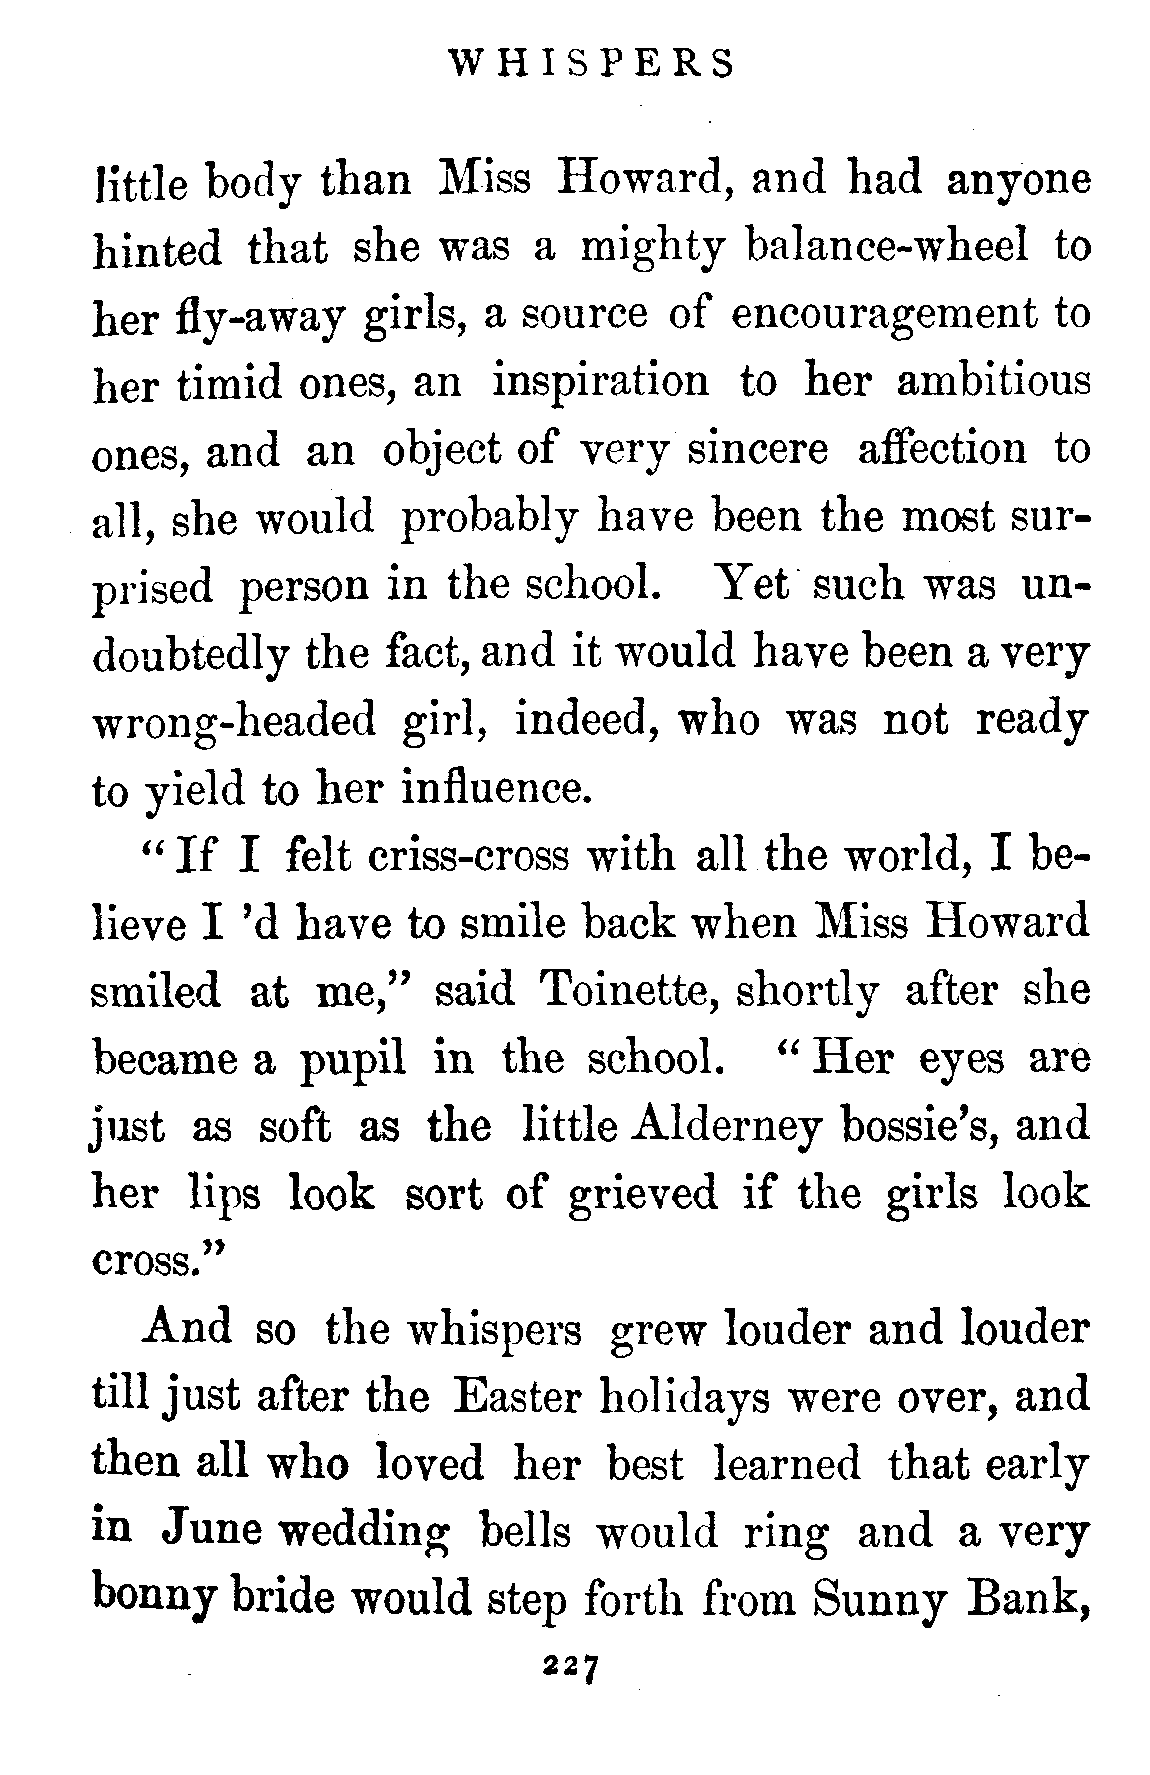 WHISPERS
little body than Miss Howard, and had anyone
hinted that she was a mighty balance-wheel to
her fly-away girls, a source of encouragement to
her timid ones, an inspiration to her ambitious
ones, and an object of very sincere affection to
all, she would probably have been the most sur-
prised person in the school. Yet such was un-
doubtedly the fact, and it would have been a very
wrong-headed girl, indeed, who was not ready
to yield to her influence.
“ If I felt criss-cross with all the world, I be-
lieve I ’d have to smile back when Miss Howard
smiled at me,” said Toinette, shortly after she
became a pupil in the school. “ Her eyes are
just as soft as the little Alderney bossie’s, and
her lips look sort of grieved if the girls look
cross.”
And so the whispers grew louder and louder
till just after the Easter holidays were over, and
then all who loved her best learned that early
in June wedding bells would ring and a very
bonny bride would step forth from Sunny Bank,
227